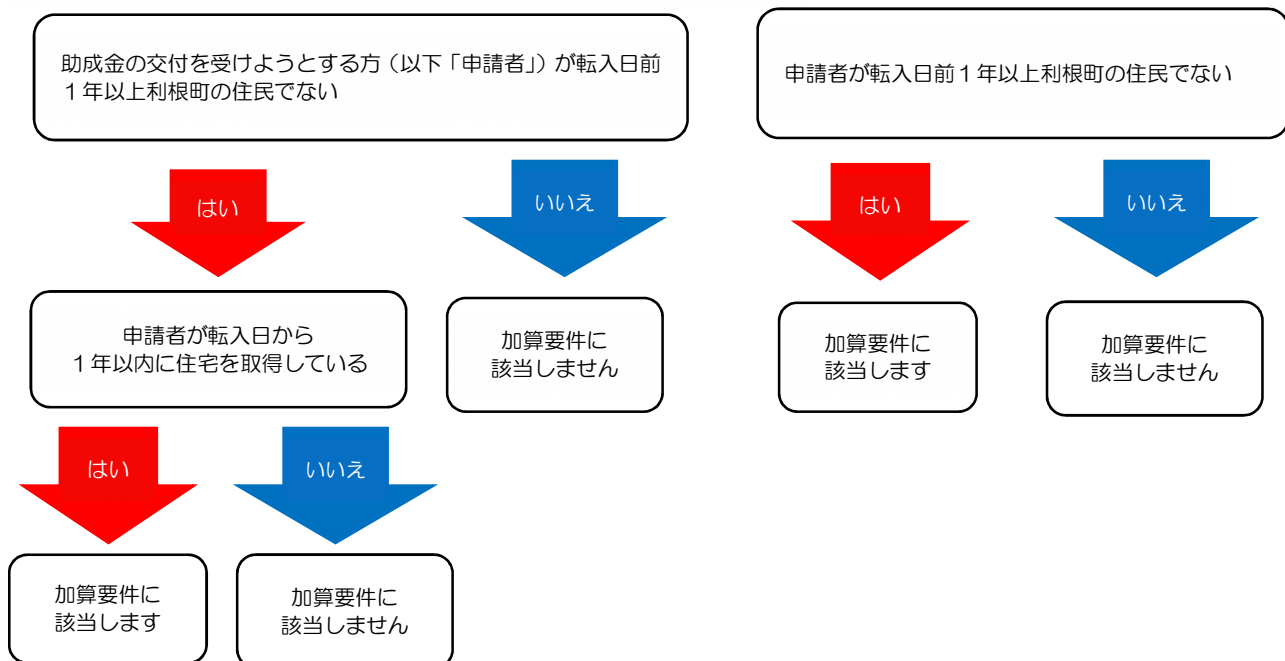 助成金の交付を受けようとする方（以下「申請者」）が転入日前
１年以上利根町の住民でない
はい
いいえ
申請者が転入日から
１年以内に住宅を取得している
加算要件に
該当しません
はい
いいえ
加算要件に
該当します
加算要件に
該当しません
申請者が転入日前１年以上利根町の住民でない
はい
いいえ
加算要件に
該当します
加算要件に
該当しません